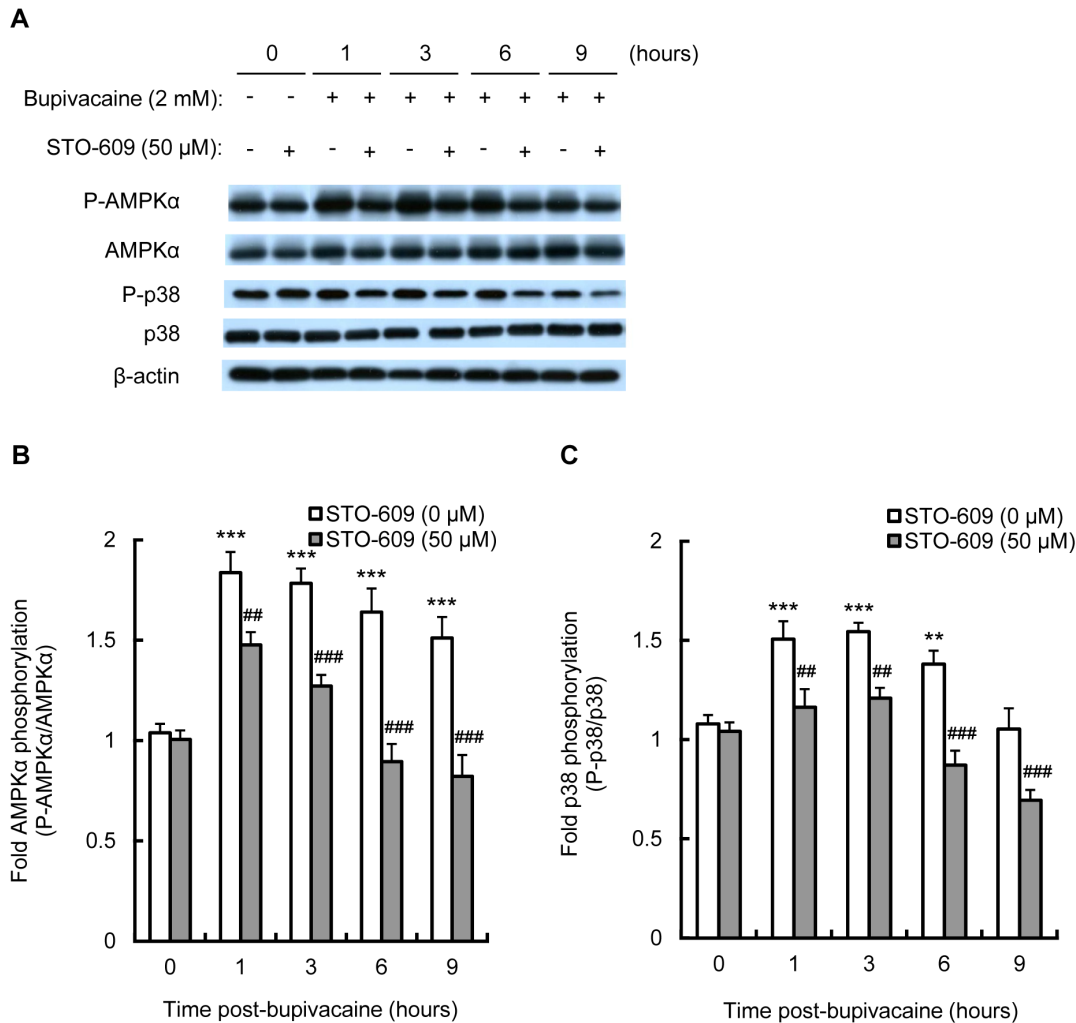 A
0 1 3 6 9 (hours)
Bupivacaine (2 mM): - - + + + + + + + +
STO-609 (50 µM): - + - + - + - + - +
P-AMPKα
AMPKα
P-p38
p38
β-actin
B
STO-609 (0 µM)
STO-609 (50 µM)
Fold AMPKα phosphorylation
(P-AMPKα/AMPKα)
2
1.5
1
0.5
0
***
##
***
###
***
###
***
###
0 1 3 6 9
Time post-bupivacaine (hours)
C
STO-609 (0 µM)
STO-609 (50 µM)
Fold p38 phosphorylation
(P-p38/p38)
2
1.5
1
0.5
0
***
##
***
##
**
###
###
0 1 3 6 9
Time post-bupivacaine (hours)